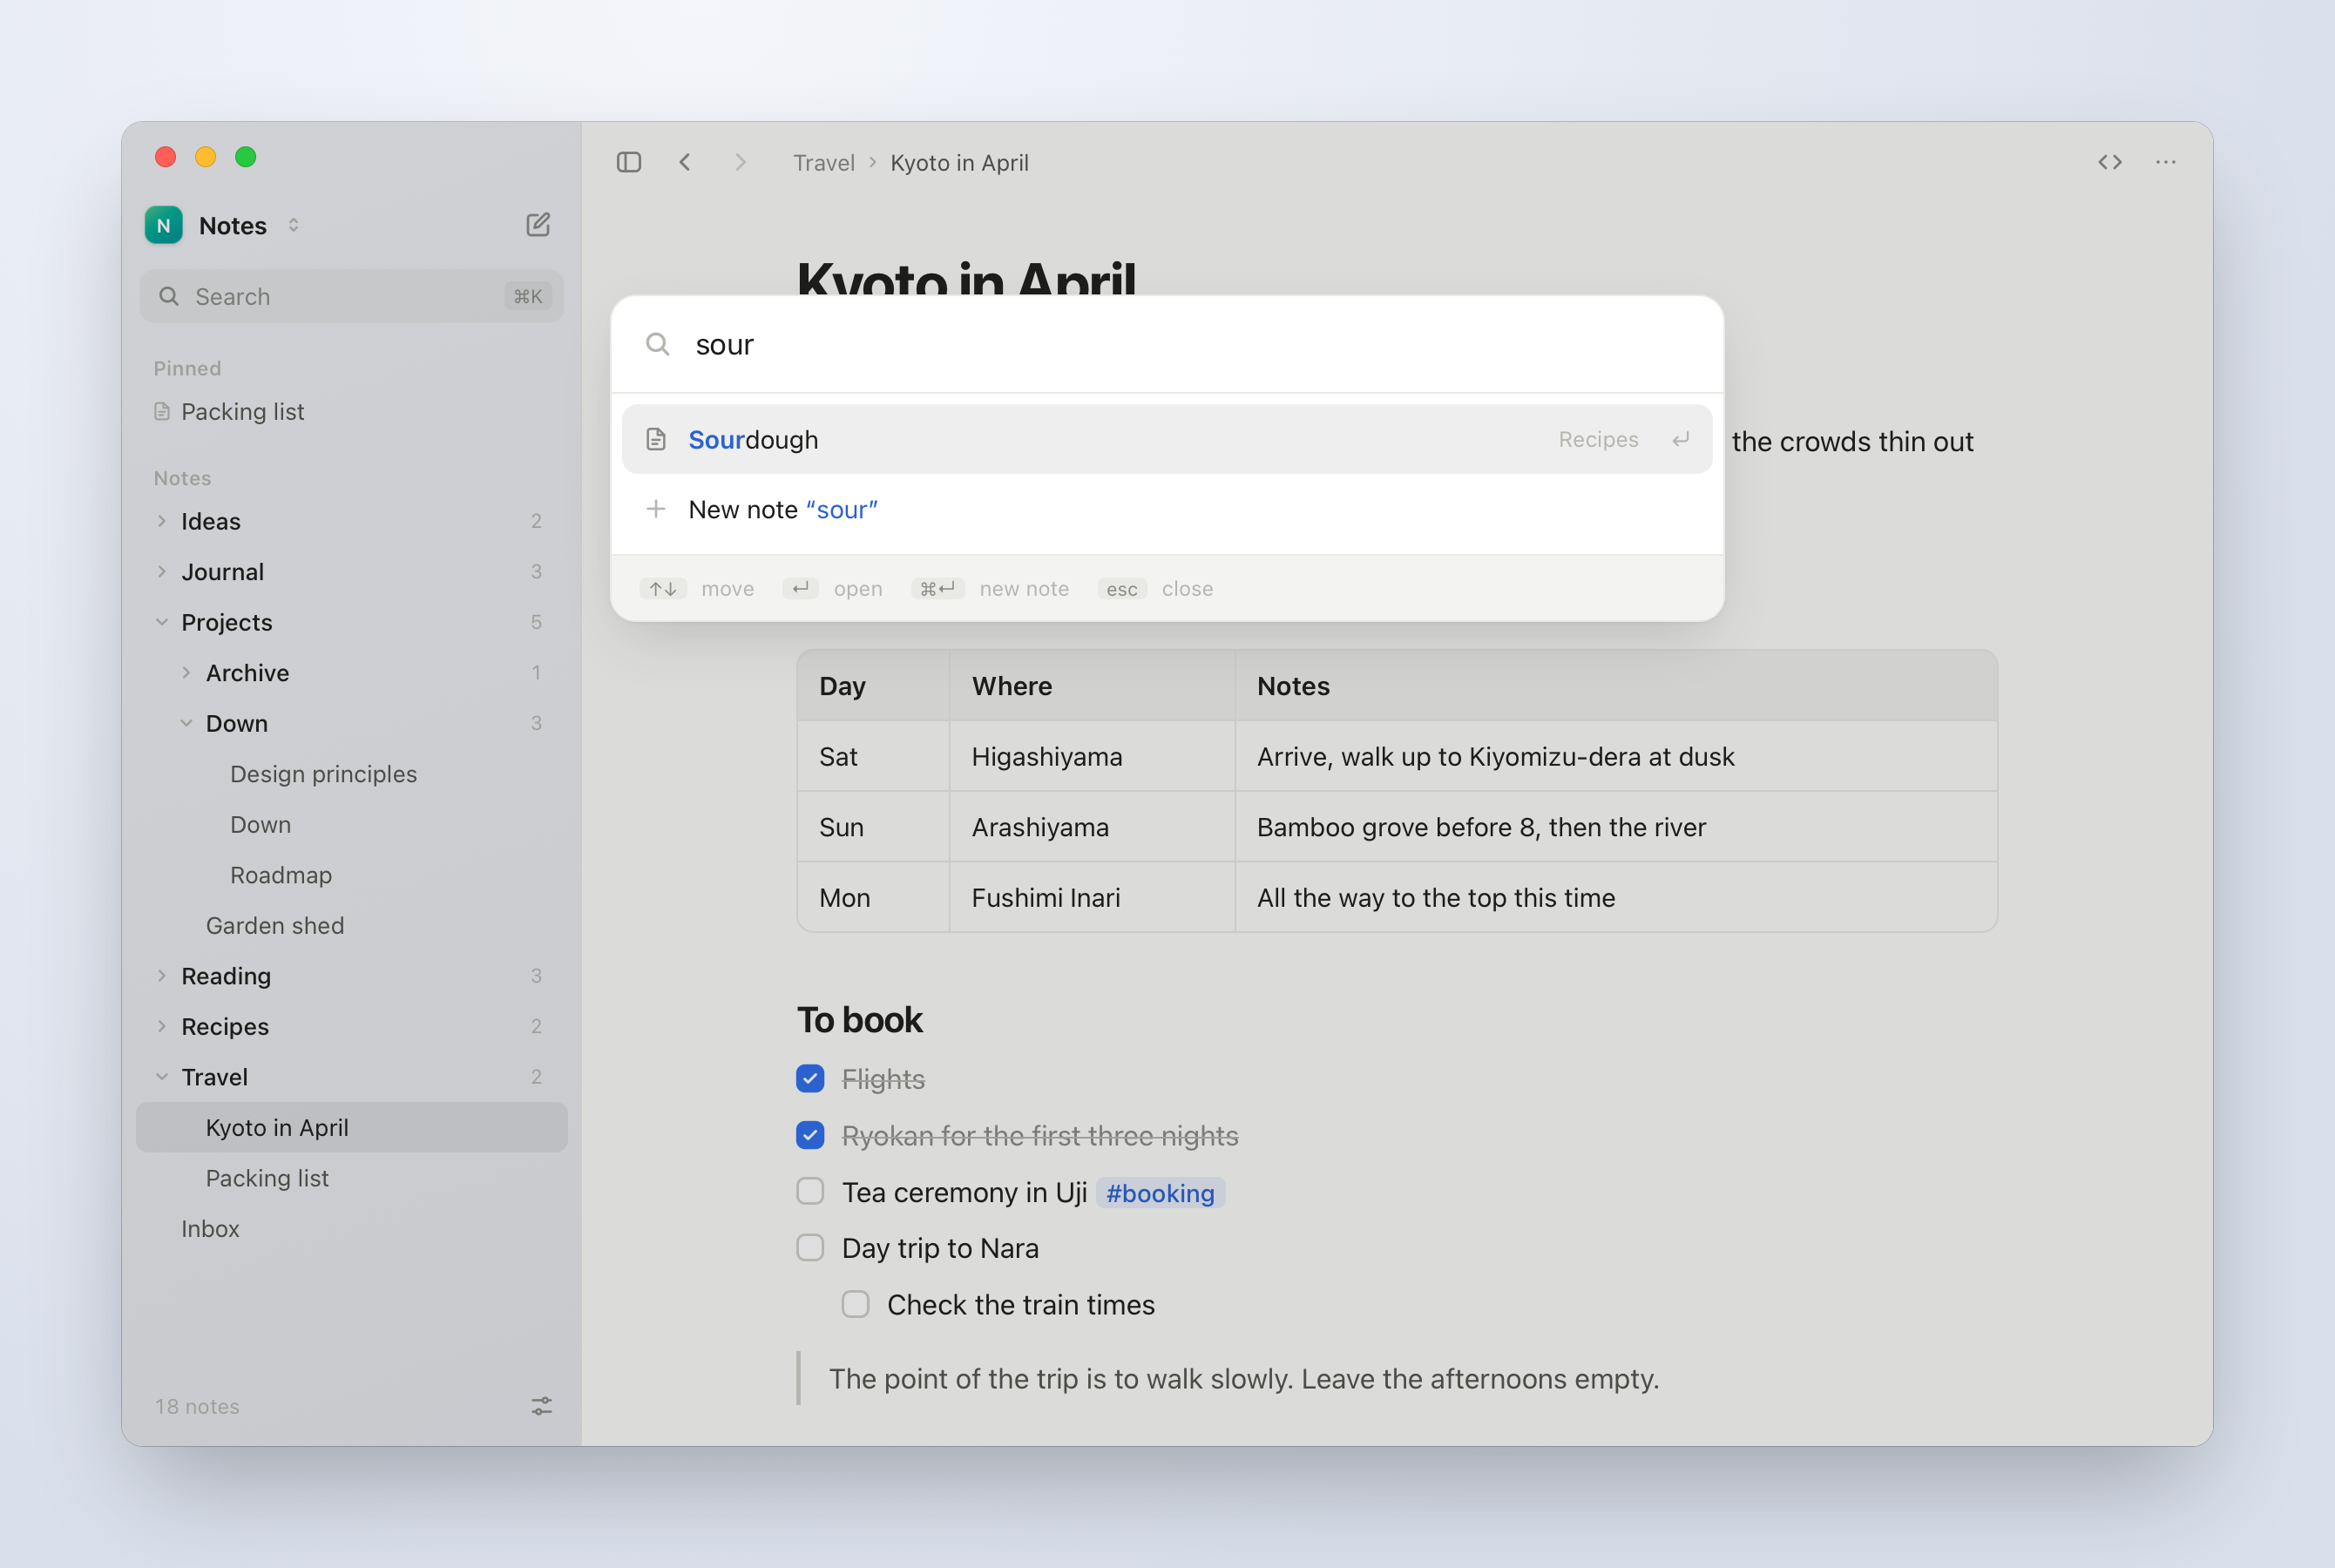 N Notes
Search ⌘K
Pinned
Packing list
Notes
Ideas 2
Journal 3
Projects 5
Archive 1
Down 3
Design principles
Down
Roadmap
Garden shed
Reading 3
Recipes 2
Travel 2
Kyoto in April
Packing list
Inbox
18 notes
Travel › Kyoto in April
Kyoto in April
sour
Sourdough Recipes
New note “sour”
↑↓ move ↵ open ⌘↵ new note esc close
the crowds thin out
Day Where Notes
Sat Higashiyama Arrive, walk up to Kiyomizu-dera at dusk
Sun Arashiyama Bamboo grove before 8, then the river
Mon Fushimi Inari All the way to the top this time
To book
Flights
Ryokan for the first three nights
Tea ceremony in Uji #booking
Day trip to Nara
Check the train times
The point of the trip is to walk slowly. Leave the afternoons empty.